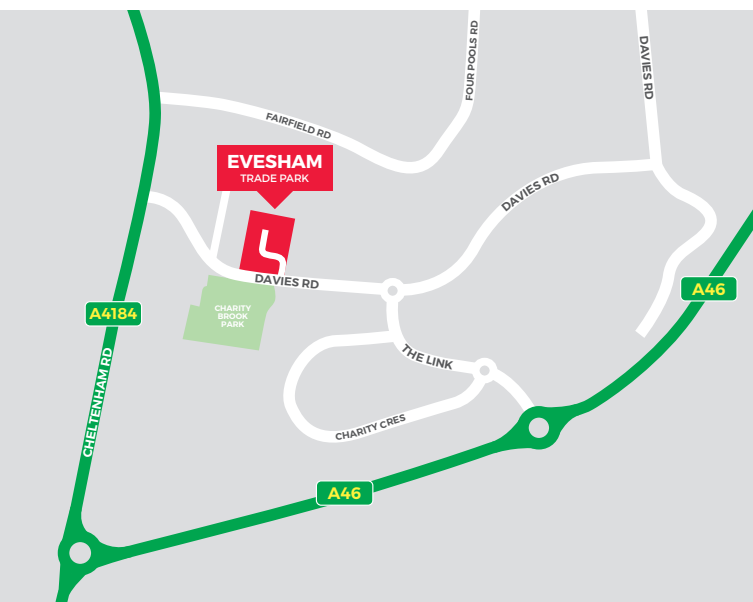 FOUR POOLS RD
DAVIES RD
FAIRFIELD RD
EVESHAM
TRADE PARK
DAVIES RD
DAVIES RD
A46
CHARITY
BROOK
PARK
A4184
THE LINK
CHELTENHAM RD
CHARITY CRES
A46